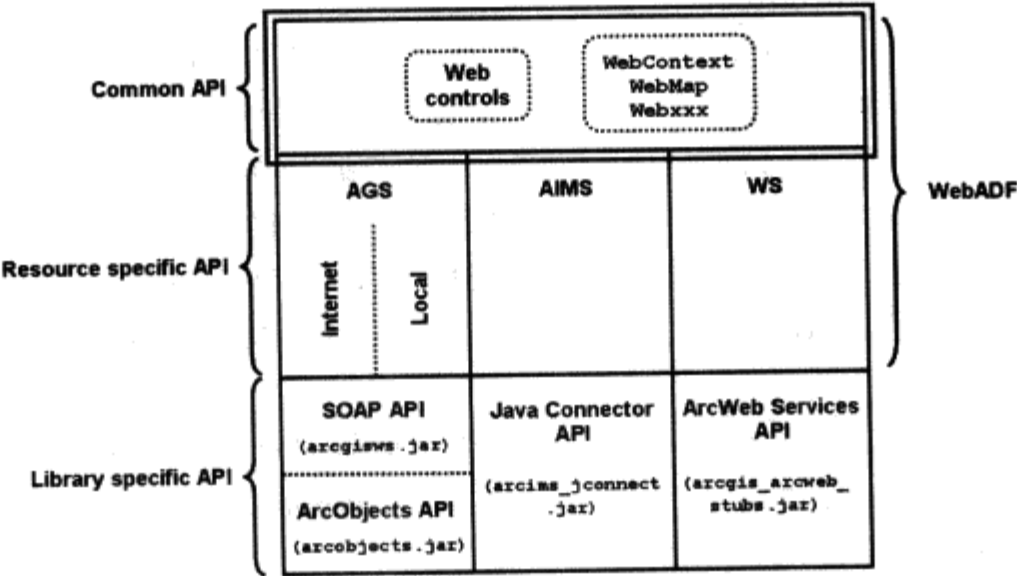 Common API
Web
controls
WebContext
WebMap
Webxxx
WebADF
Resource specific API
AGS
AIMS
WS
Internet
Local
Library specific API
SOAP API
(arcgisws.jar)
ArcObjects API
(arcobjects.jar)
Java Connector
API
(arcims_jconnect
.jar)
ArcWeb Services
API
(arcgis_arcweb_
stubs.jar)